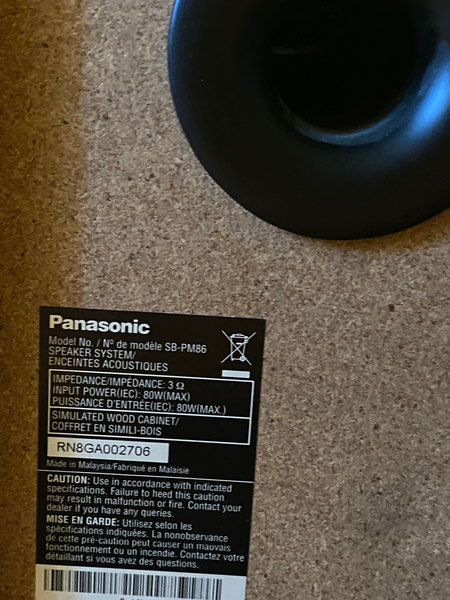 Panasonic
Model No. / Nº de modèle SB-PM86
SPEAKER SYSTEM/
ENCEINTES ACOUSTIQUES
IMPEDANCE/IMPÉDANCE: 3 Ω
INPUT POWER(IEC): 80W(MAX)
PUISSANCE D'ENTRÉE(IEC): 80W(MAX.)
SIMULATED WOOD CABINET/
COFFRET EN SIMILI-BOIS
RN8GA002706
Made in Malaysia/Fabriqué en Malaisie
CAUTION: Use in accordance with indicated
specifications. Failure to heed this caution
may result in malfunction or fire. Contact your
dealer if you have any queries.
MISE EN GARDE: Utilisez selon les
spécifications indiquées. La nonobservance
de cette pré-caution peut causer un mauvais
fonctionnement ou un incendie. Contactez votre
détaillant si vous avez des questions.